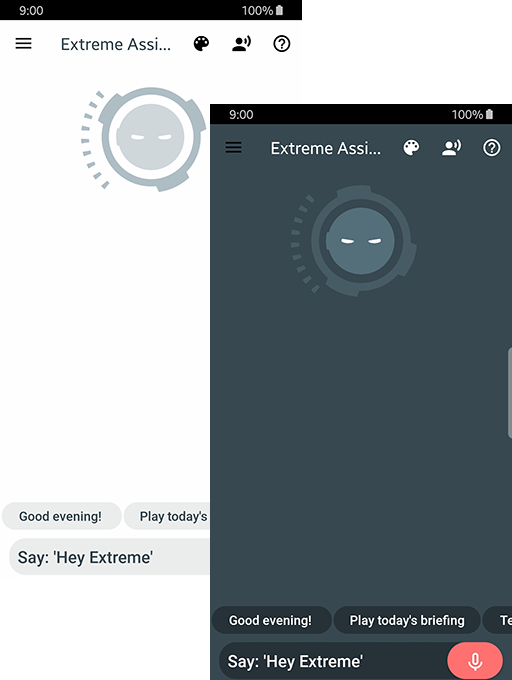 9:00 100%
Extreme Assi...
Good evening! Play today's
Say: 'Hey Extreme'
9:00 100%
Extreme Assi...
Good evening! Play today's briefing Te
Say: 'Hey Extreme'